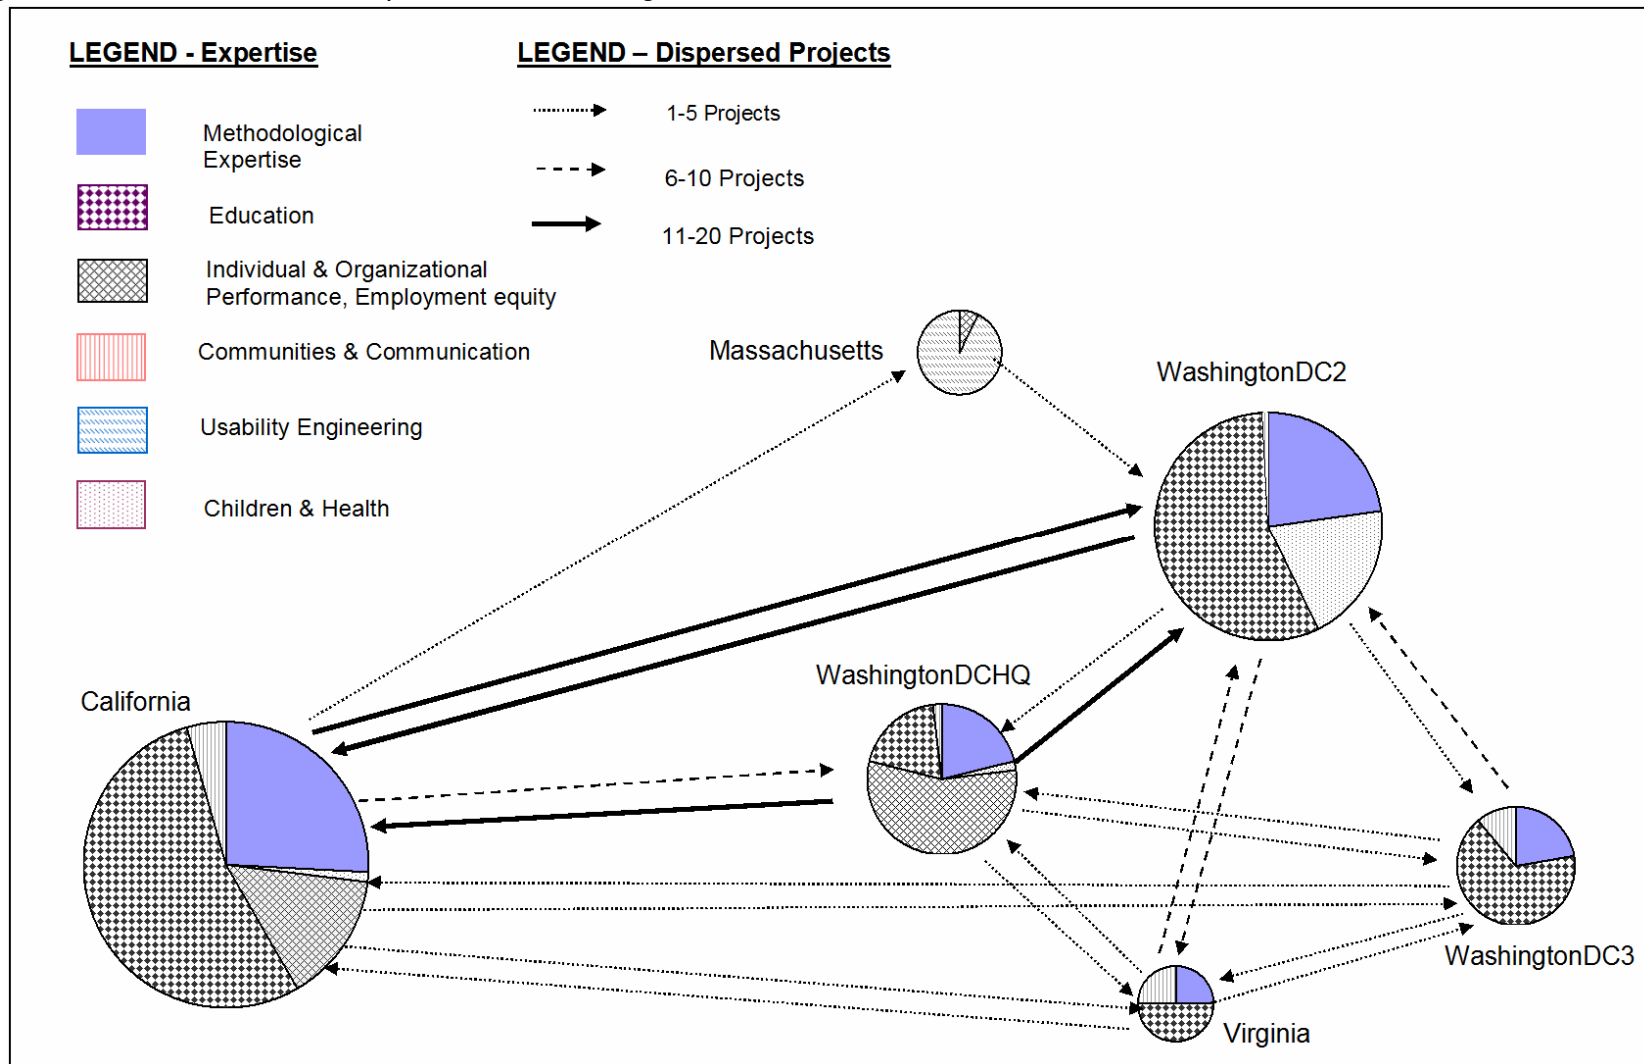 LEGEND - Expertise
Methodological
Expertise
Education
Individual & Organizational
Performance, Employment equity
Communities & Communication
Usability Engineering
Children & Health
LEGEND – Dispersed Projects
1-5 Projects
6-10 Projects
11-20 Projects
Massachusetts
WashingtonDC2
WashingtonDCHQ
California
WashingtonDC3
Virginia